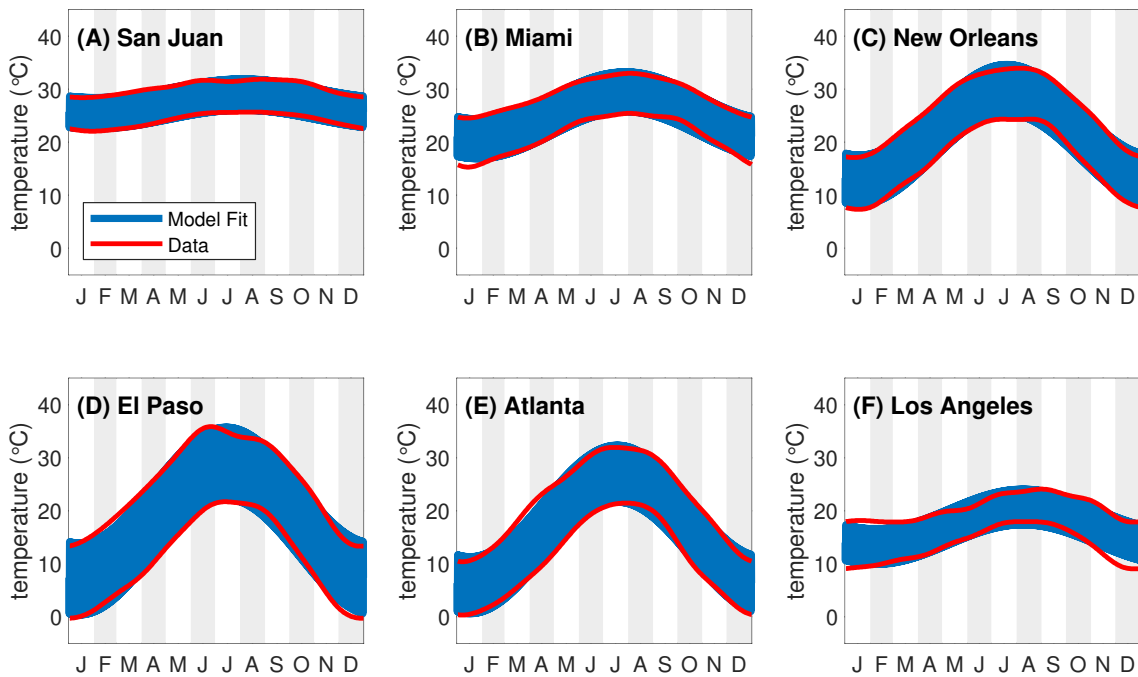 (A) San Juan
temperature (°C)
40
30
20
10
0
Model Fit
Data
J F M A M J J A S O N D
(B) Miami
temperature (°C)
40
30
20
10
0
J F M A M J J A S O N D
(C) New Orleans
temperature (°C)
40
30
20
10
0
J F M A M J J A S O N D
(D) El Paso
temperature (°C)
40
30
20
10
0
J F M A M J J A S O N D
(E) Atlanta
temperature (°C)
40
30
20
10
0
J F M A M J J A S O N D
(F) Los Angeles
temperature (°C)
40
30
20
10
0
J F M A M J J A S O N D